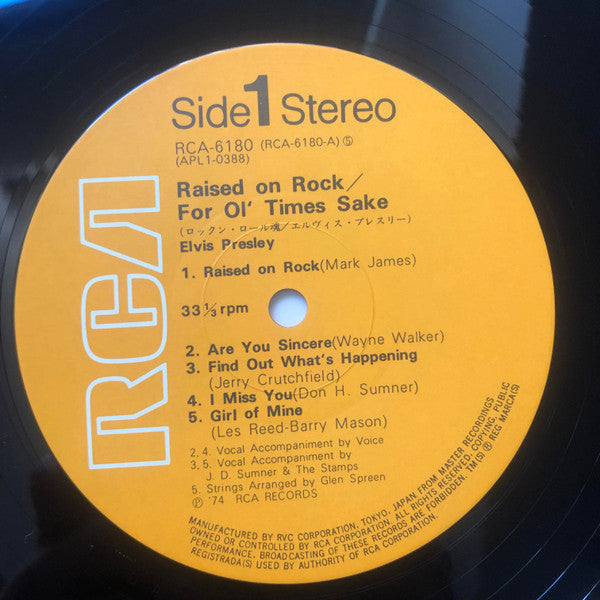 RCA
Side 1 Stereo
RCA-6180 (RCA-6180-A) ⑤
(APL1-0388)
Raised on Rock/
For Ol' Times Sake
(ロックン・ロール魂/エルヴィス・プレスリー)
Elvis Presley
1. Raised on Rock(Mark James)
33 1/3 rpm
2. Are You Sincere(Wayne Walker)
3. Find Out What's Happening
(Jerry Crutchfield)
4. I Miss You(Don H. Sumner)
5. Girl of Mine
(Les Reed-Barry Mason)
2. 4. Vocal Accompaniment by Voice
3. 5. Vocal Accompaniment by
J. D. Sumner & The Stamps
5. Strings Arranged by Glen Spreen
Ⓟ '74 RCA RECORDS
MANUFACTURED BY RVC CORPORATION, TOKYO, JAPAN FROM MASTER RECORDINGS
OWNED OR CONTROLLED BY RCA CORPORATION. ALL RIGHTS RESERVED. COPYING, PUBLIC
PERFORMANCE, BROADCASTING OF THESE RECORDS ARE FORBIDDEN. TM(S) ® REG MARCA(S)
REGISTRADA(S) USED BY AUTHORITY OF RCA CORPORATION.